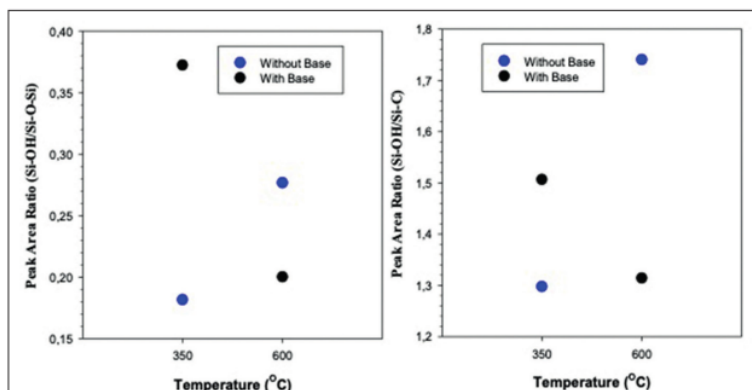 Peak Area Ratio (Si-OH/Si-O-Si)
0,40
0,35
0,30
0,25
0,20
0,15
Without Base
With Base
350
600
Temperature (°C)
Peak Area Ratio (Si-OH/Si-C)
1,8
1,7
1,6
1,5
1,4
1,3
1,2
Without Base
With Base
350
600
Temperature (°C)